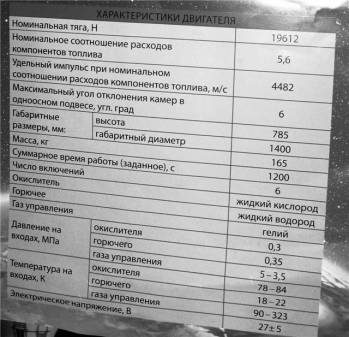 ХАРАКТЕРИСТИКИ ДВИГАТЕЛЯ
Номинальная тяга, Н 19612
Номинальное соотношение расходов
компонентов топлива 5,6
Удельный импульс при номинальном
соотношении расходов компонентов топлива, м/с 4482
Максимальный угол отклонения камер в
одноосном подвесе, угл. град 6
Габаритные
размеры, мм: высота 785
габаритный диаметр 1400
Масса, кг 165
Суммарное время работы (заданное), с 1200
Число включений 6
Окислитель жидкий кислород
Горючее жидкий водород
Газ управления гелий
Давление на
входах, МПа окислителя 0,3
горючего 0,35
газа управления 5–3,5
Температура на
входах, К окислителя 78–84
горючего 18–22
газа управления 90–323
Электрическое напряжение, В 27±5